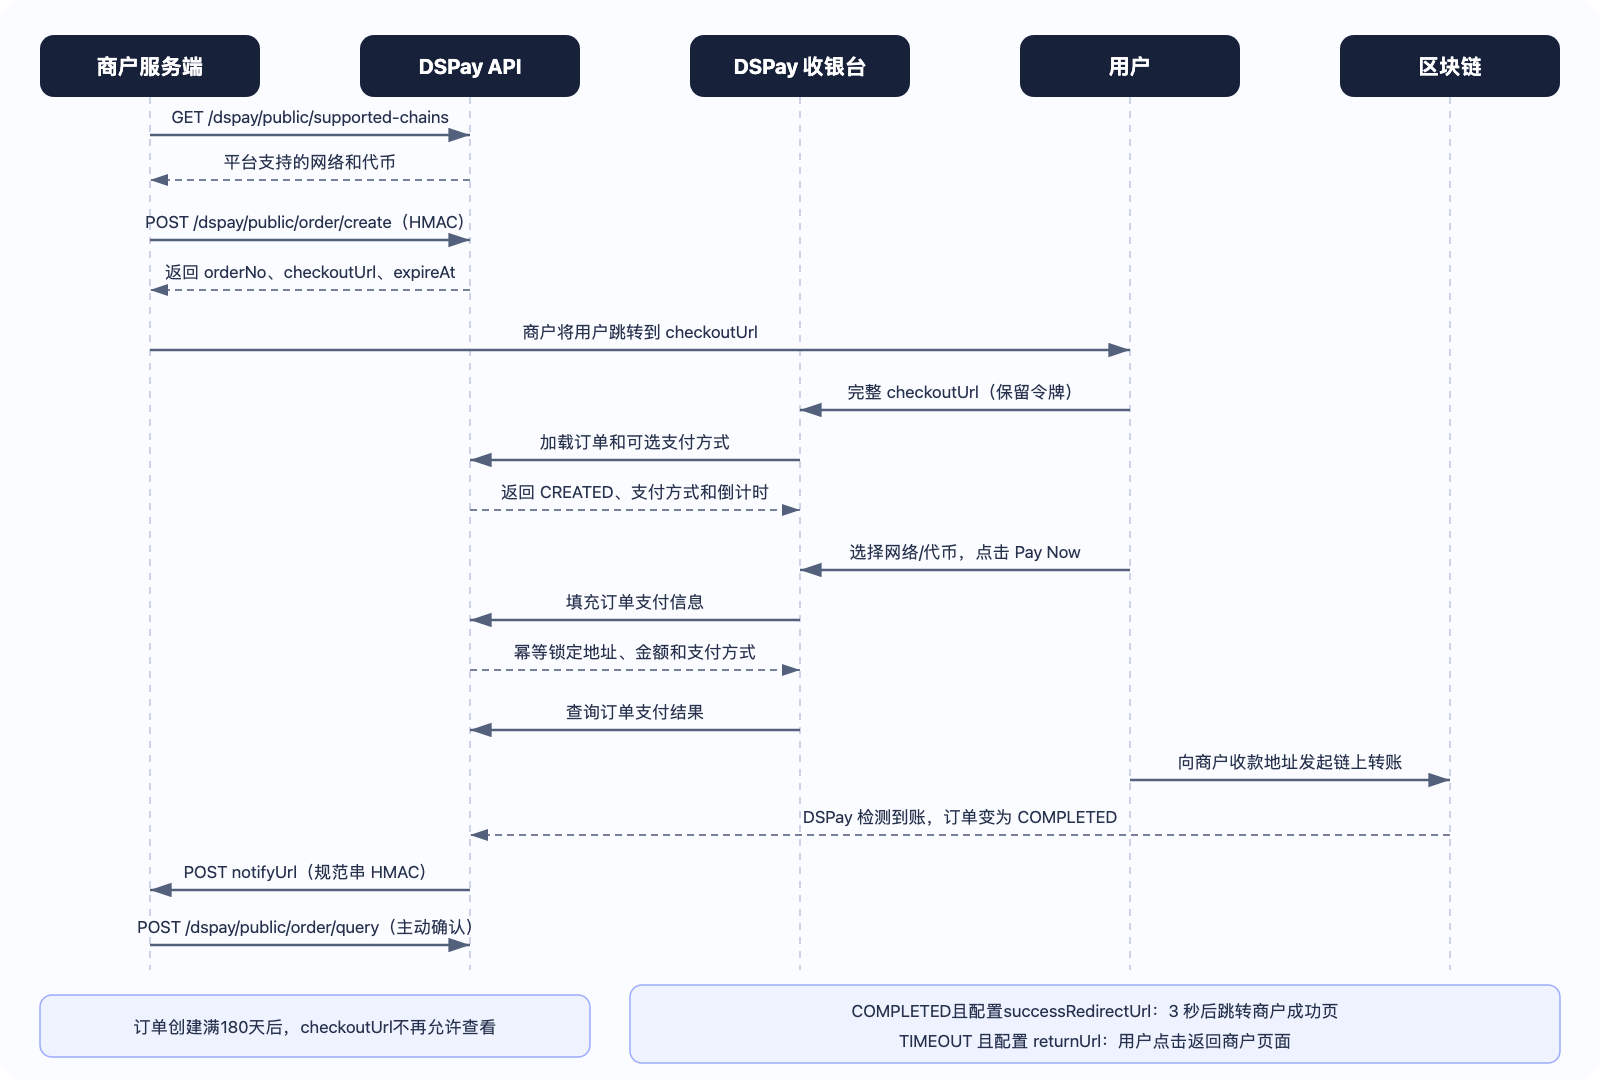 商户服务端
DSPay API
DSPay 收银台
用户
区块链
GET /dspay/public/supported-chains
平台支持的网络和代币
POST /dspay/public/order/create（HMAC）
返回 orderNo、checkoutUrl、expireAt
商户将用户跳转到 checkoutUrl
完整 checkoutUrl（保留令牌）
加载订单和可选支付方式
返回 CREATED、支付方式和倒计时
选择网络/代币，点击 Pay Now
填充订单支付信息
幂等锁定地址、金额和支付方式
查询订单支付结果
向商户收款地址发起链上转账
DSPay 检测到账，订单变为 COMPLETED
POST notifyUrl（规范串 HMAC）
POST /dspay/public/order/query（主动确认）
订单创建满180天后，checkoutUrl不再允许查看
COMPLETED且配置successRedirectUrl：3 秒后跳转商户成功页
TIMEOUT 且配置 returnUrl：用户点击返回商户页面